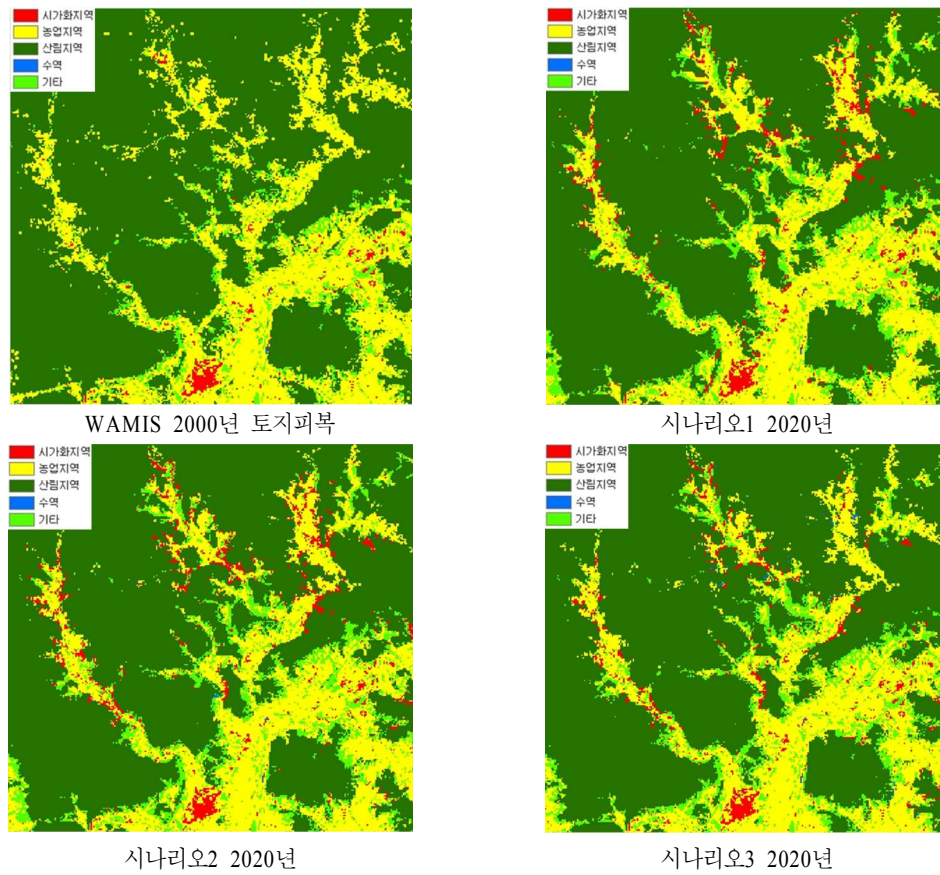 시가화지역
농업지역
산림지역
수역
기타
시가화지역
농업지역
산림지역
수역
기타
WAMIS 2000년 토지피복
시나리오1 2020년
시가화지역
농업지역
산림지역
수역
기타
시가화지역
농업지역
산림지역
수역
기타
시나리오2 2020년
시나리오3 2020년